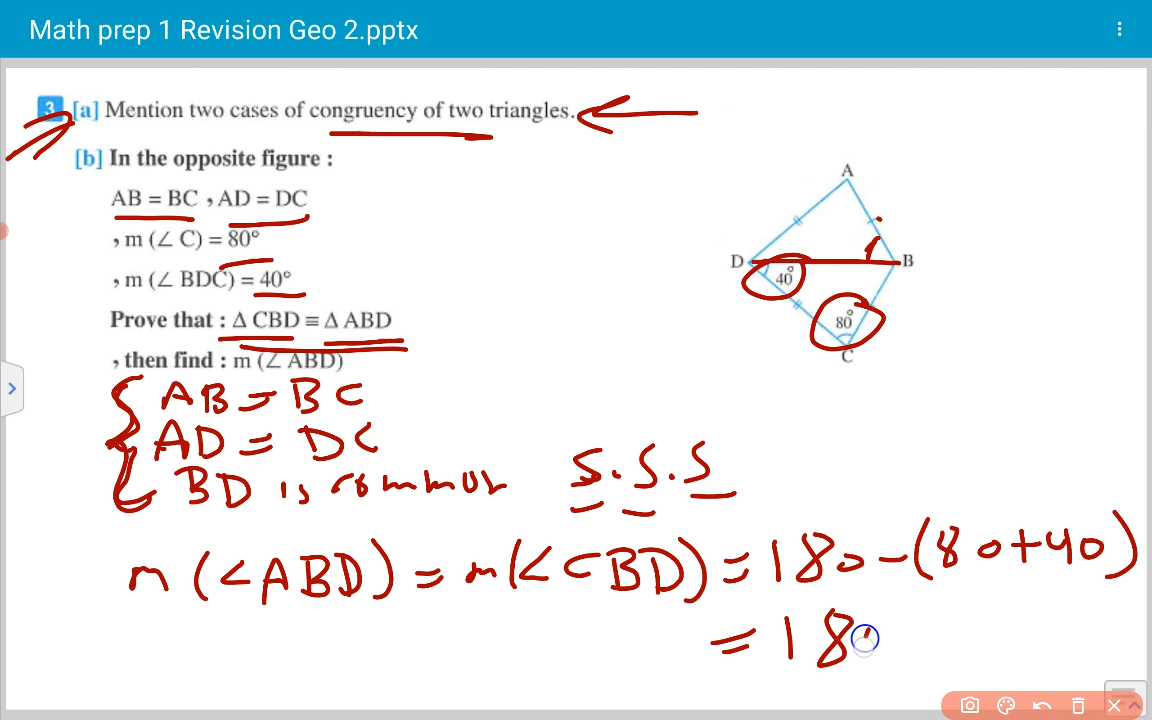 Math prep 1 Revision Geo 2.pptx
3 [a] Mention two cases of congruency of two triangles.
[b] In the opposite figure :
AB = BC , AD = DC
, m (∠ C) = 80°
, m (∠ BDC) = 40°
Prove that : Δ CBD ≡ Δ ABD
, then find : m (∠ ABD)
A
D
B
40°
80°
C
AB = BC
AD = DC
BD is common
S.S.S
m (∠ABD) = m(∠CBD) = 180 - (80+40)
= 18